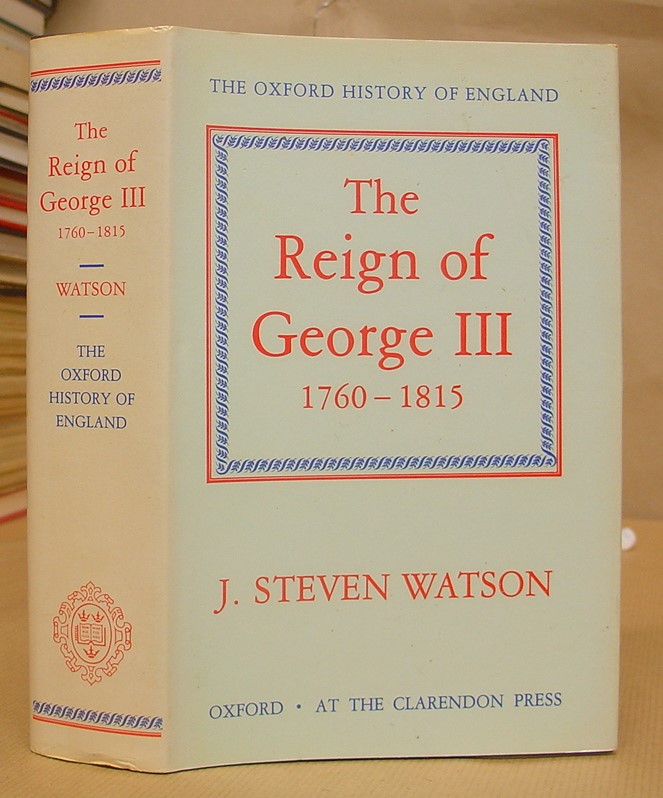 The
Reign of
George III
1760–1815
WATSON
THE
OXFORD
HISTORY OF
ENGLAND
THE OXFORD HISTORY OF ENGLAND
The
Reign of
George III
1760–1815
J. STEVEN WATSON
OXFORD • AT THE CLARENDON PRESS